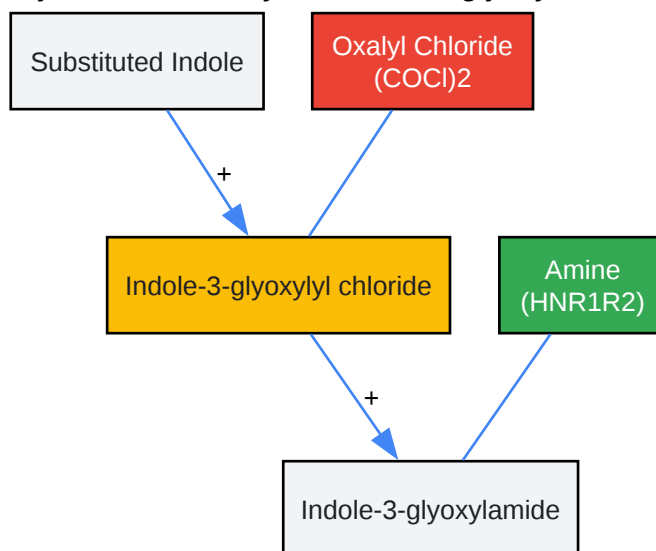 Substituted Indole
Oxalyl Chloride
(COCl)2
+
Indole-3-glyoxylyl chloride
Amine
(HNR1R2)
+
Indole-3-glyoxylamide